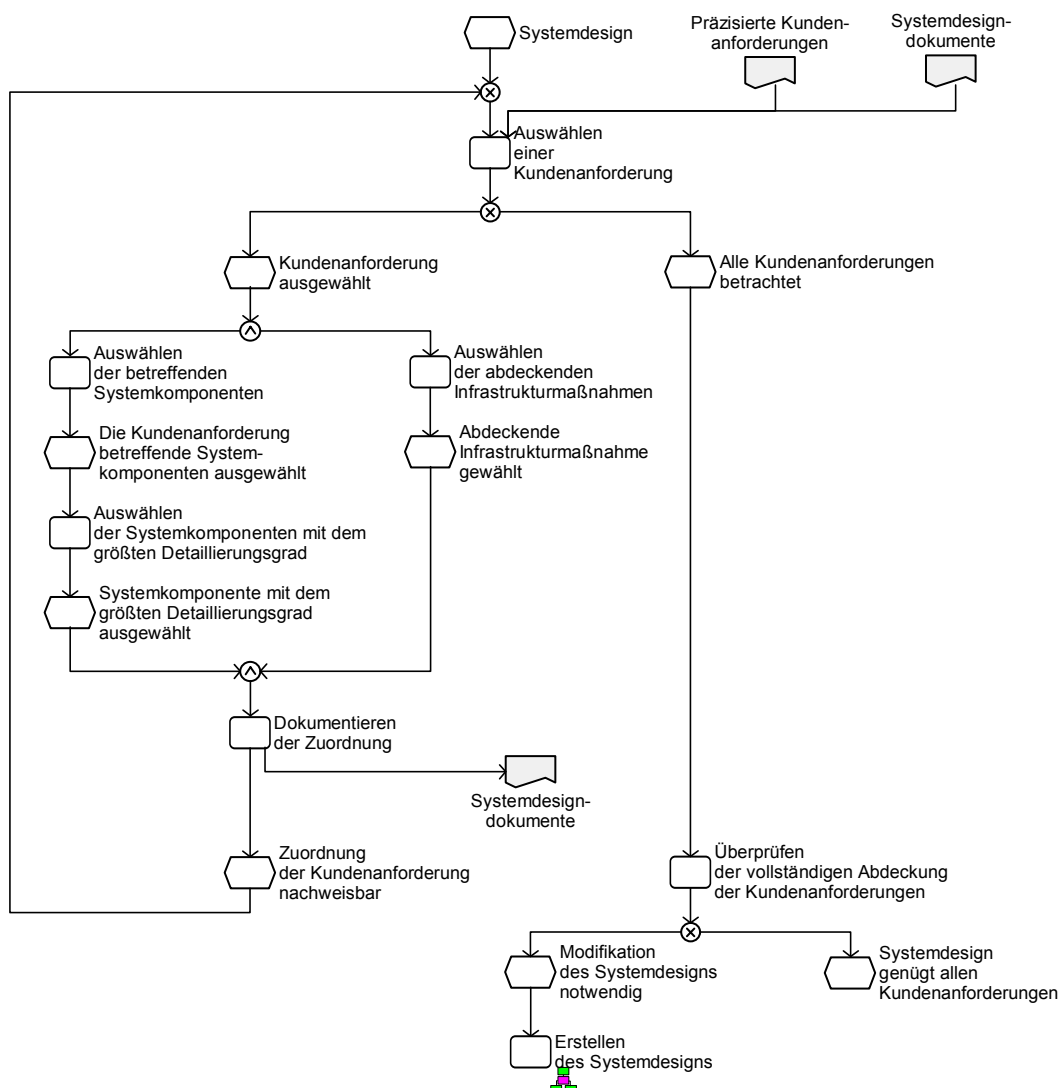 Systemdesign
Präzisierte Kunden-
anforderungen
Systemdesign-
dokumente
Auswählen
einer
Kundenanforderung
Kundenanforderung
ausgewählt
Alle Kundenanforderungen
betrachtet
Auswählen
der betreffenden
Systemkomponenten
Auswählen
der abdeckenden
Infrastrukturmaßnahmen
Die Kundenanforderung
betreffende System-
komponenten ausgewählt
Abdeckende
Infrastrukturmaßnahme
gewählt
Auswählen
der Systemkomponenten mit dem
größten Detaillierungsgrad
Systemkomponente mit dem
größten Detaillierungsgrad
ausgewählt
Dokumentieren
der Zuordnung
Systemdesign-
dokumente
Zuordnung
der Kundenanforderung
nachweisbar
Überprüfen
der vollständigen Abdeckung
der Kundenanforderungen
Modifikation
des Systemdesigns
notwendig
Systemdesign
genügt allen
Kundenanforderungen
Erstellen
des Systemdesigns